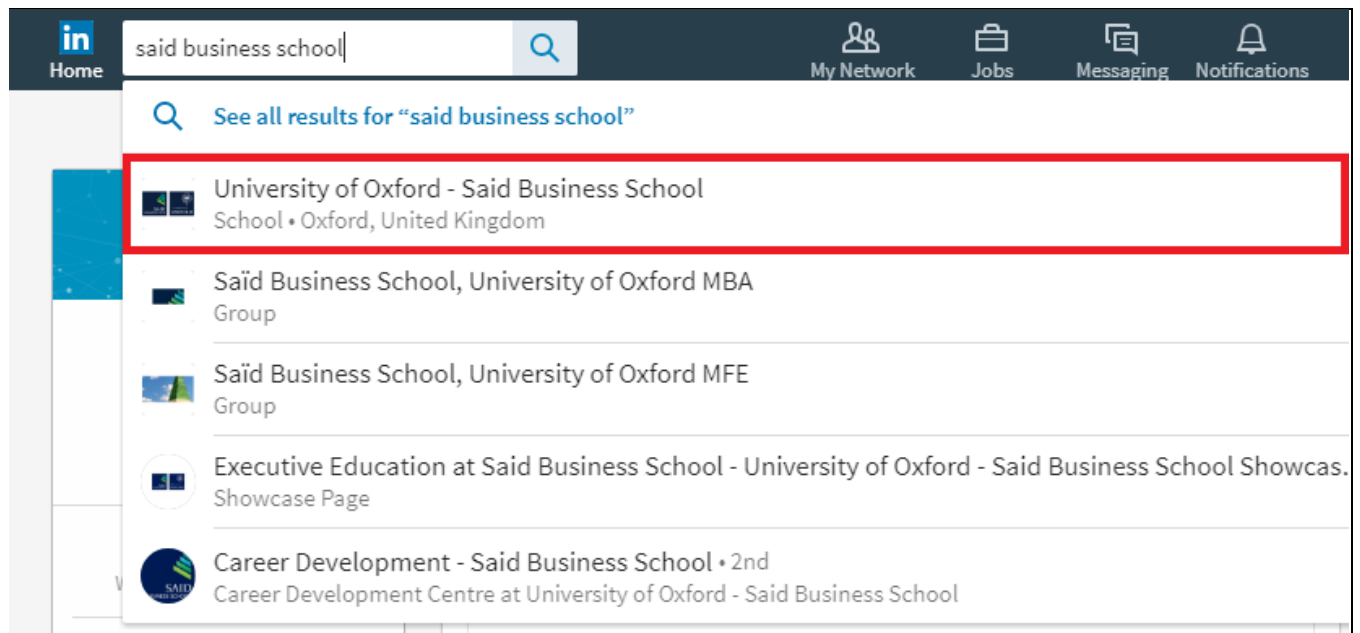 in
Home
said business school
My Network
Jobs
Messaging
Notifications
See all results for “said business school”
University of Oxford - Said Business School
School • Oxford, United Kingdom
Saïd Business School, University of Oxford MBA
Group
Saïd Business School, University of Oxford MFE
Group
Executive Education at Said Business School - University of Oxford - Said Business School Showcas.
Showcase Page
Career Development - Said Business School • 2nd
SAID
Career Development Centre at University of Oxford - Said Business School